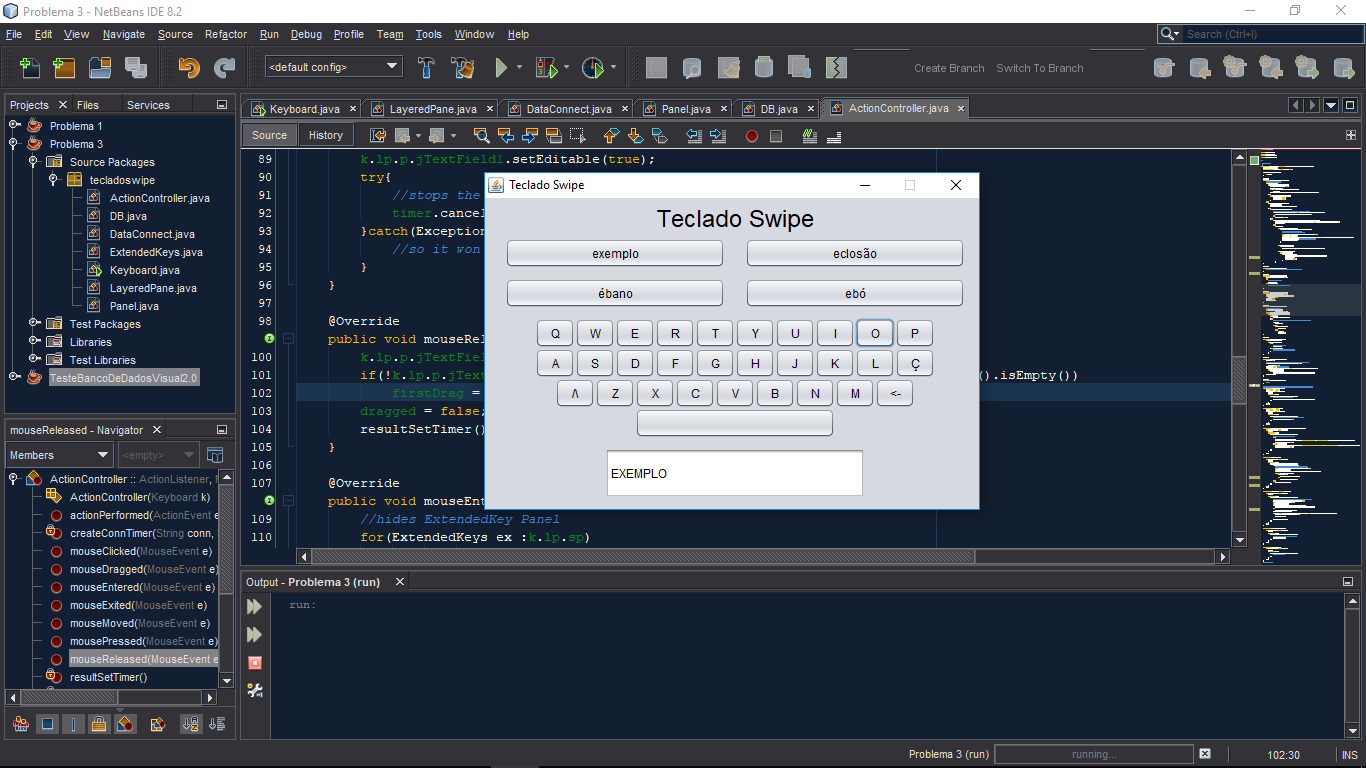 Problema 3 - NetBeans IDE 8.2
File Edit View Navigate Source Refactor Run Debug Profile Team Tools Window Help
Search (Ctrl+I)
<default config>
Create Branch Switch To Branch
Projects Files Services
Problema 1
Problema 3
Source Packages
tecladoswipe
ActionController.java
DB.java
DataConnect.java
ExtendedKeys.java
Keyboard.java
LayeredPane.java
Panel.java
Test Packages
Libraries
Test Libraries
TesteBancoDeDadosVisual2.0
mouseReleased - Navigator
Members <empty>
ActionController :: ActionListener,
ActionController(Keyboard k)
actionPerformed(ActionEvent e
createConnTimer(String conn,
mouseClicked(MouseEvent e)
mouseDragged(MouseEvent e)
mouseEntered(MouseEvent e)
mouseExited(MouseEvent e)
mouseMoved(MouseEvent e)
mousePressed(MouseEvent e)
mouseReleased(MouseEvent e
resultSetTimer()
Keyboard.java LayeredPane.java DataConnect.java Panel.java DB.java ActionController.java
Source History
89 k.lp.p.jTextField1.setEditable(true);
90 try{
91 //stops the
92 timer.cancel
93 }catch(Exception
94 //so it won
95 }
96 }
97
98 @Override
public void mouseRel
100 k.lp.p.jTextFiel
101 if(!k.lp.p.jText ().isEmpty())
102 firstDrag =
103 dragged = false;
104 resultSetTimer()
105 }
106
107 @Override
public void mouseEnt
109 //hides ExtendedKey Panel
110 for(ExtendedKeys ex :k.lp.sp)
Teclado Swipe
Teclado Swipe
exemplo eclosão
ébano ebó
Q W E R T Y U I O P
A S D F G H J K L Ç
/\ Z X C V B N M <-
EXEMPLO
Output - Problema 3 (run)
run:
Problema 3 (run) running... 102:30 INS